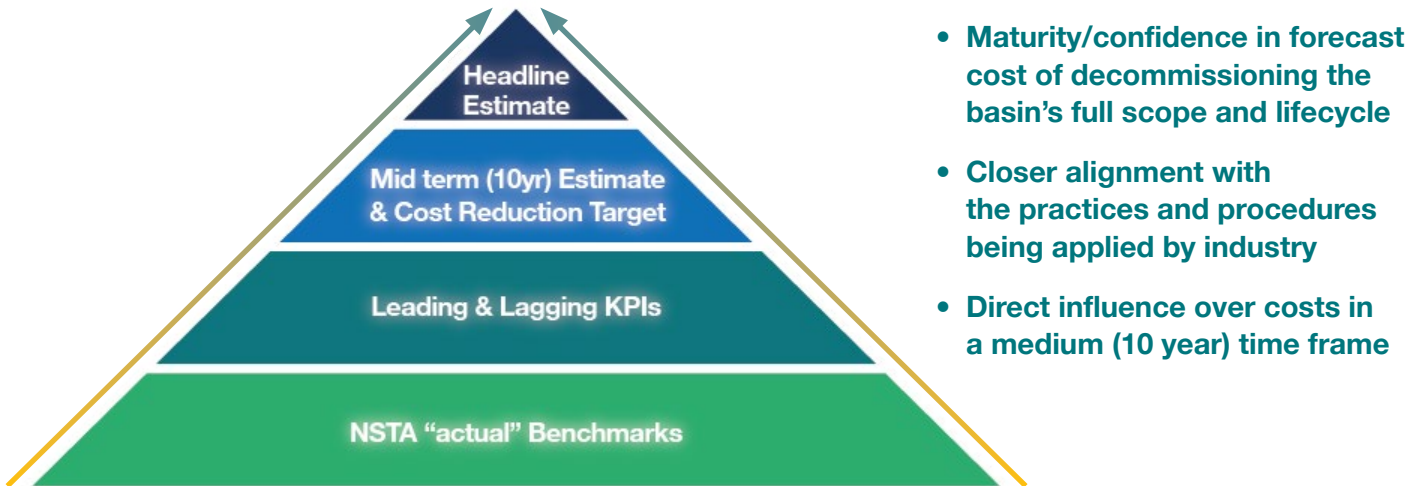 Headline
Estimate
Mid term (10yr) Estimate
& Cost Reduction Target
Leading & Lagging KPIs
NSTA “actual” Benchmarks
• Maturity/confidence in forecast
cost of decommissioning the
basin’s full scope and lifecycle
• Closer alignment with
the practices and procedures
being applied by industry
• Direct influence over costs in
a medium (10 year) time frame